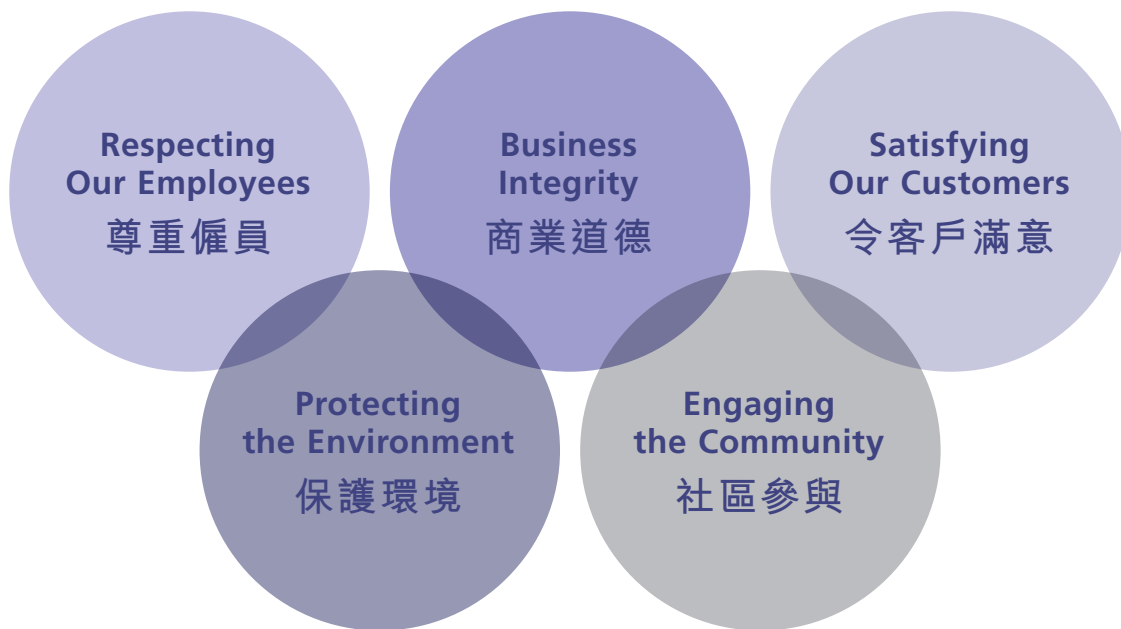 Respecting
Our Employees
尊重僱員
Business
Integrity
商業道德
Satisfying
Our Customers
令客戶滿意
Protecting
the Environment
保護環境
Engaging
the Community
社區參與